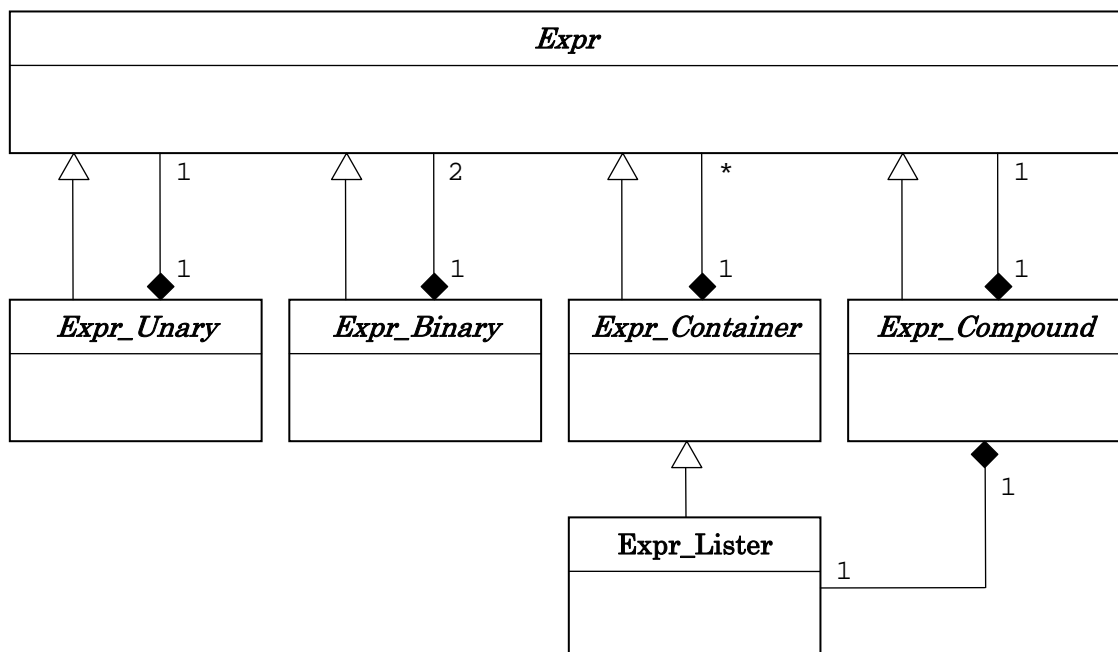 Expr
1 2 * 1
1 1 1 1
Expr_Unary Expr_Binary Expr_Container Expr_Compound
1
Expr_Lister
1